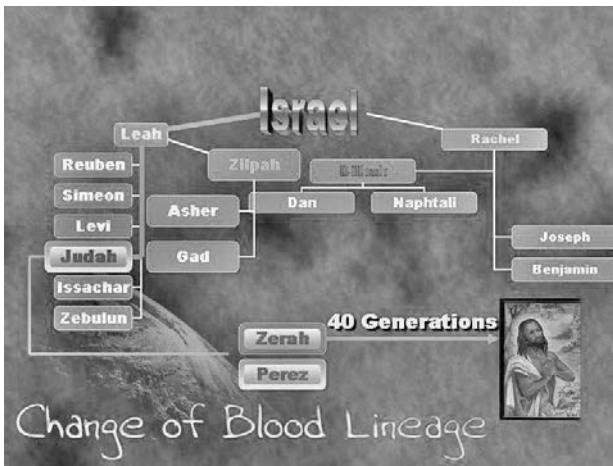 Israel
Leah
Rachel
Reuben
Zilpah
Bilhah
Simeon
Asher
Dan
Naphtali
Levi
Judah
Gad
Joseph
Issachar
Benjamin
Zebulun
40 Generations
Zerah
Perez
Change of Blood Lineage